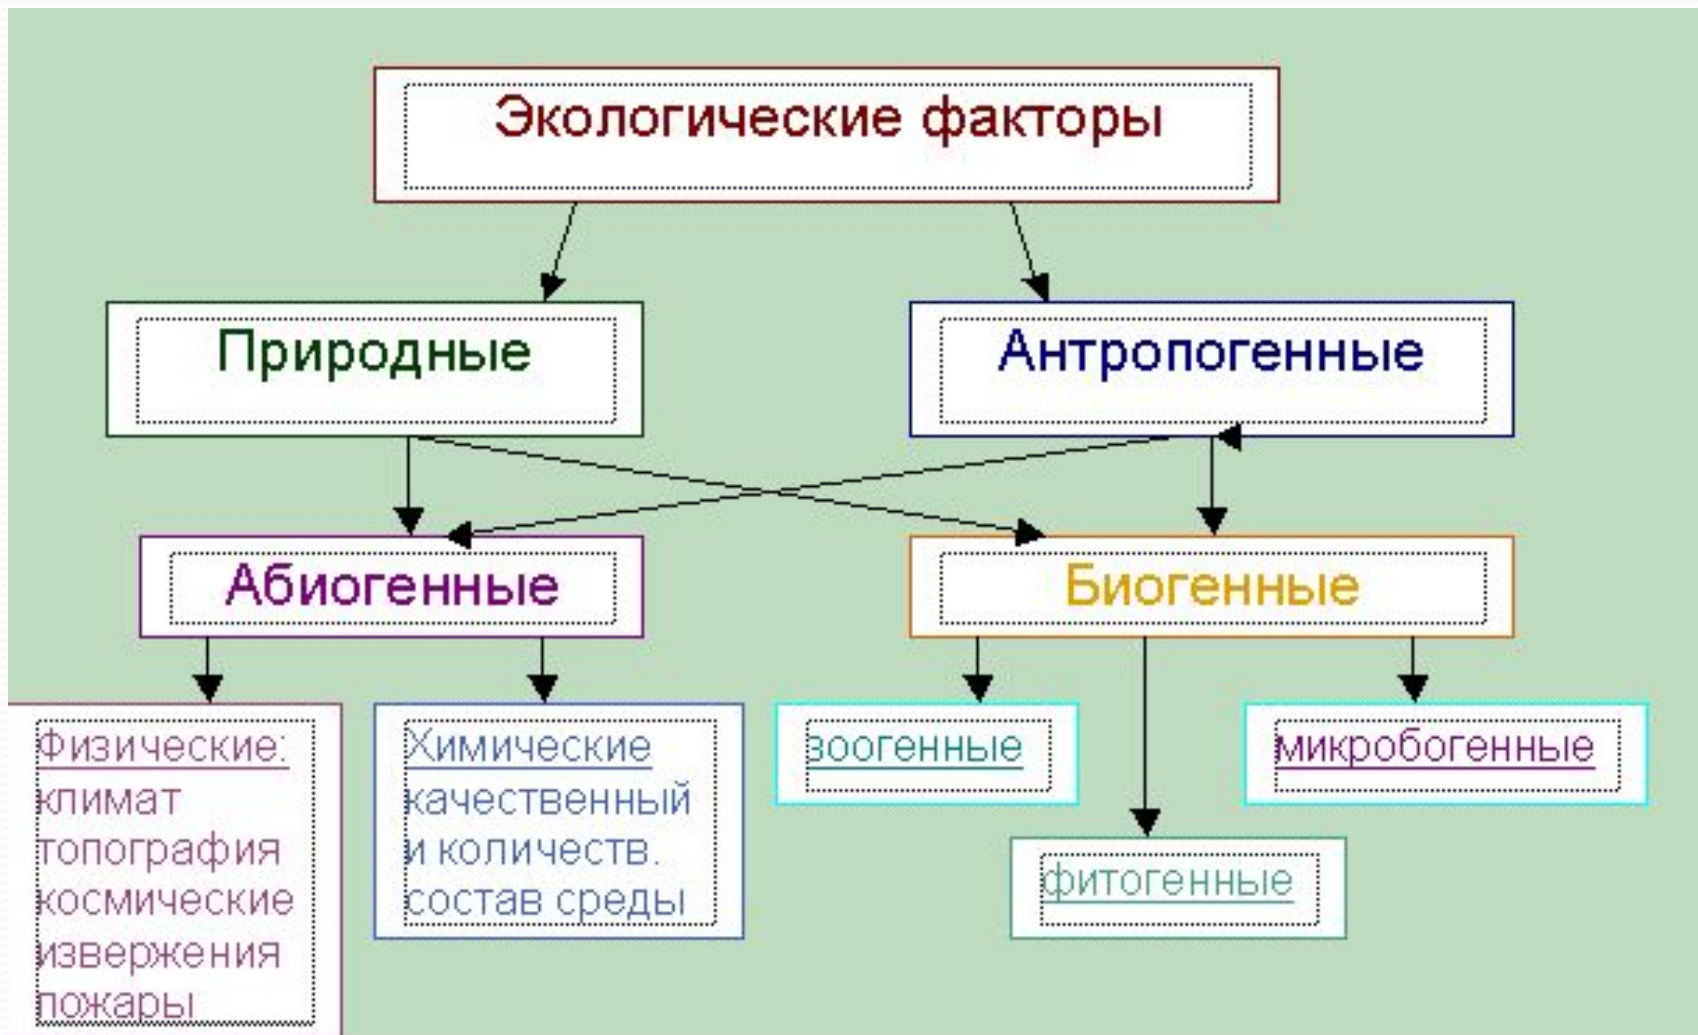 Экологические факторы
Природные
Антропогенные
Абиогенные
Биогенные
Физические:
климат
топография
космические
извержения
пожары
Химические
качественный
и количеств.
состав среды
зоогенные
микробогенные
фитогенные